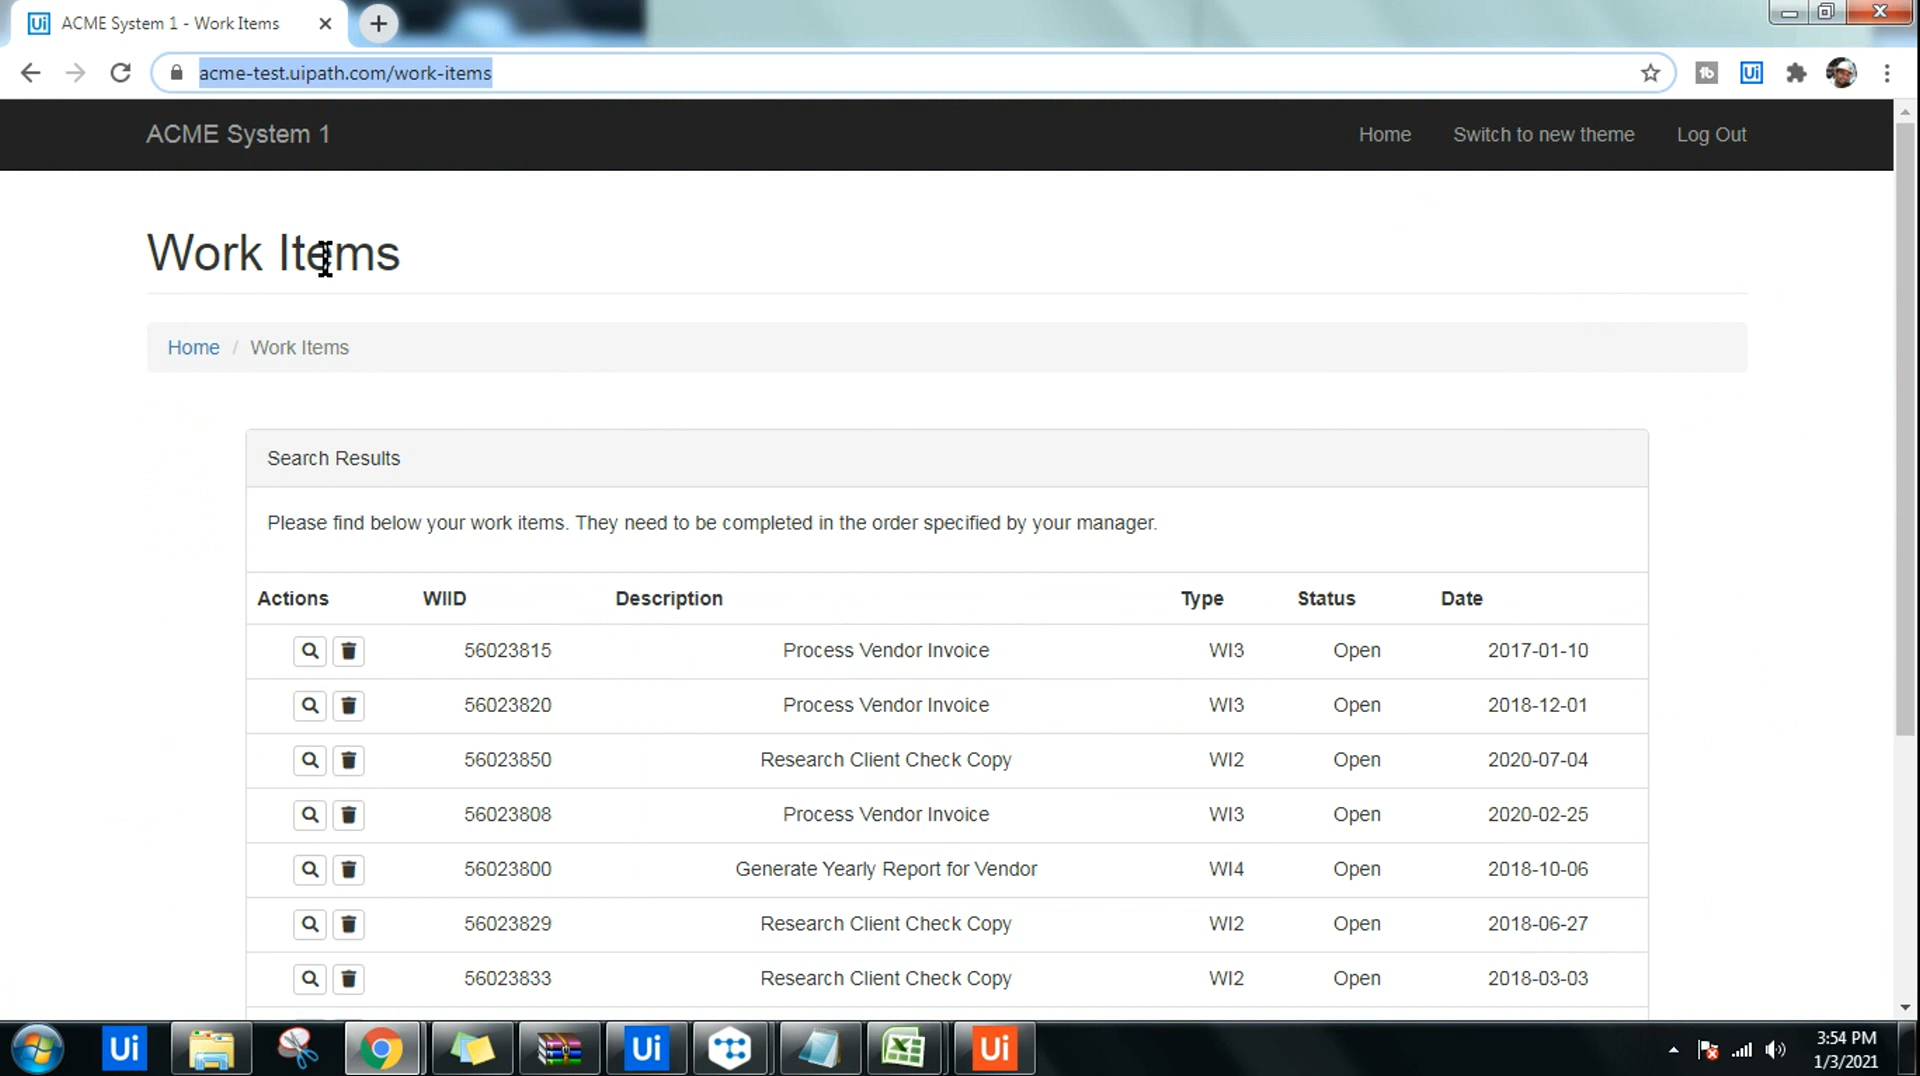 Ui ACME System 1 - Work Items
acme-test.uipath.com/work-items
tb Ui
ACME System 1 Home Switch to new theme Log Out
Work Items
Home / Work Items
Search Results
Please find below your work items. They need to be completed in the order specified by your manager.
Actions WIID Description Type Status Date
56023815 Process Vendor Invoice WI3 Open 2017-01-10
56023820 Process Vendor Invoice WI3 Open 2018-12-01
56023850 Research Client Check Copy WI2 Open 2020-07-04
56023808 Process Vendor Invoice WI3 Open 2020-02-25
56023800 Generate Yearly Report for Vendor WI4 Open 2018-10-06
56023829 Research Client Check Copy WI2 Open 2018-06-27
56023833 Research Client Check Copy WI2 Open 2018-03-03
Ui Ui Ui
3:54 PM
1/3/2021